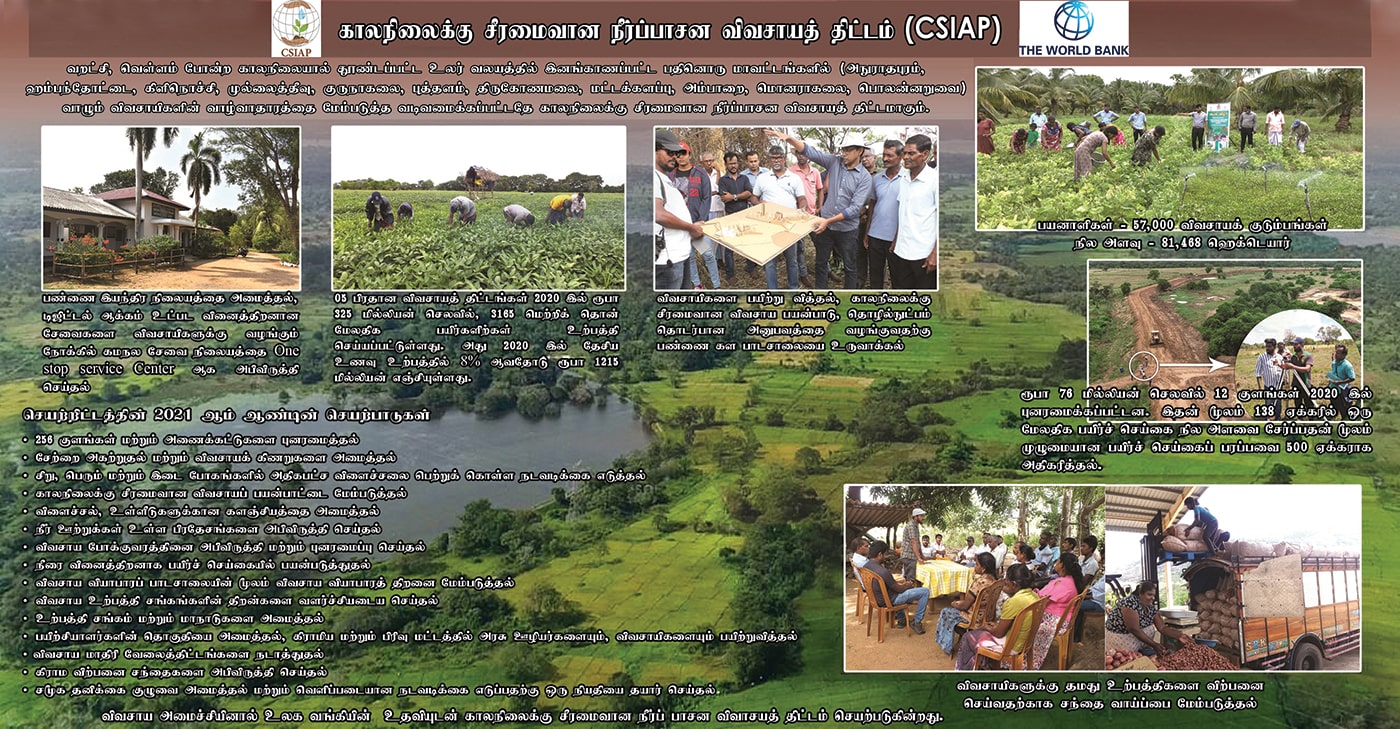 CSIAP
காலநிலைக்கு சீரமைவான நீர்ப்பாசன விவசாயத் திட்டம் (CSIAP)
THE WORLD BANK
வறட்சி, வெள்ளம் போன்ற காலநிலையால் தூண்டப்பட்ட உலர் வலயத்தில் இனங்காணப்பட்ட பதினொரு மாவட்டங்களில் (அநுராதபுரம்,
ஹம்பந்தோட்டை, கிளிநொச்சி, முல்லைத்தீவு, குருநாகலை, புத்தளம், திருகோணமலை, மட்டக்களப்பு, அம்பாறை, மொனராகலை, பொலன்னறுவை)
வாழும் விவசாயிகளின் வாழ்வாதாரத்தை மேம்படுத்த வடிவமைக்கப்பட்டதே காலநிலைக்கு சீரமைவான நீர்ப்பாசன விவசாயத் திட்டமாகும்.
பண்ணை இயந்திர நிலையத்தை அமைத்தல்,
டிஜிட்டல் ஆக்கம் உட்பட வினைத்திறனான
சேவைகளை விவசாயிகளுக்கு வழங்கும்
நோக்கில் கமநல சேவை நிலையத்தை One
stop service Center ஆக அபிவிருத்தி
செய்தல்
05 பிரதான விவசாயத் திட்டங்கள் 2020 இல் ரூபா
325 மில்லியன் செலவில், 3165 மெற்றிக் தொன்
மேலதிக பயிர்களிற்கள் உற்பத்தி
செய்யப்பட்டுள்ளது. அது 2020 இல் தேசிய
உணவு உற்பத்தில் 8% ஆவதோடு ரூபா 1215
மில்லியன் எஞ்சியுள்ளது.
விவசாயிகளை பயிற்று வித்தல், காலநிலைக்கு
சீரமைவான விவசாய பயன்பாடு, தொழில்நுட்பம்
தொடர்பான அனுபவத்தை வழங்குவதற்கு
பண்ணை கள பாடசாலையை உருவாக்கல்
பயனாளிகள் - 57,000 விவசாயக் குடும்பங்கள்
நில அளவு - 81,468 ஹெக்டெயார்
ரூபா 76 மில்லியன் செலவில் 12 குளங்கள் 2020 இல்
புனரமைக்கப்பட்டன. இதன் மூலம் 138 ஏக்கரில் ஒரு
மேலதிக பயிர்ச் செய்கை நில அளவை சேர்ப்பதன் மூலம்
முழுமையான பயிர்ச் செய்கைப் பரப்பவை 500 ஏக்கராக
அதிகரித்தல்.
செயற்றிட்டத்தின் 2021 ஆம் ஆண்டின் செயற்பாடுகள்
• 256 குளங்கள் மற்றும் அணைக்கட்டுகளை புனரமைத்தல்
• சேற்றை அகற்றுதல் மற்றும் விவசாயக் கிணறுகளை அமைத்தல்
• சிறு, பெரும் மற்றும் இடை போகங்களில் அதிகபட்ச விளைச்சலை பெற்றுக் கொள்ள நடவடிக்கை எடுத்தல்
• காலநிலைக்கு சீரமைவான விவசாயப் பயன்பாட்டை மேம்படுத்தல்
• விளைச்சல், உள்ளீடுகளுக்கான களஞ்சியத்தை அமைத்தல்
• நீர் ஊற்றுக்கள் உள்ள பிரதேசங்களை அபிவிருத்தி செய்தல்
• விவசாய போக்குவரத்தினை அபிவிருத்தி மற்றும் புனரமைப்பு செய்தல்
• நீரை வினைத்திறனாக பயிர்ச் செய்கையில் பயன்படுத்துதல்
• விவசாய வியாபாரப் பாடசாலையின் மூலம் விவசாய வியாபாரத் திறனை மேம்படுத்தல்
• விவசாய உற்பத்தி சங்கங்களின் திறன்களை வளர்ச்சியடைய செய்தல்
• உற்பத்தி சங்கம் மற்றும் மாநாடுகளை அமைத்தல்
• பயிற்சியாளர்களின் தொகுதியை அமைத்தல், கிராமிய மற்றும் பிரிவு மட்டத்தில் அரச ஊழியர்களையும், விவசாயிகளையும் பயிற்றுவித்தல்
• விவசாய மாதிரி வேலைத்திட்டங்களை நடாத்துதல்
• கிராம விற்பனை சந்தைகளை அபிவிருத்தி செய்தல்
• சமூக தணிக்கை குழுவை அமைத்தல் மற்றும் வெளிப்படையான நடவடிக்கை எடுப்பதற்கு ஒரு நியதியை தயார் செய்தல்.
விவசாயிகளுக்கு தமது உற்பத்திகளை விற்பனை
செய்வதற்காக சந்தை வாய்ப்பை மேம்படுத்தல்
விவசாய அமைச்சினால் உலக வங்கியின் உதவியுடன் காலநிலைக்கு சீரமைவான நீர்ப் பாசன விவாசயத் திட்டம் செயற்படுகின்றது.